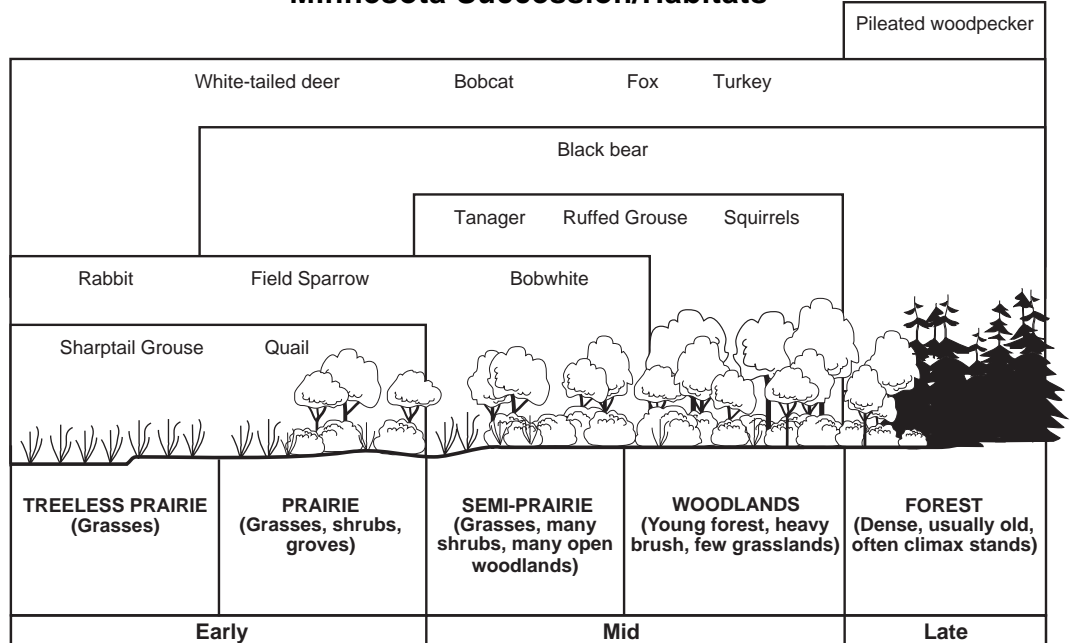 Minnesota Succession/Habitats
Pileated woodpecker
White-tailed deer Bobcat Fox Turkey
Black bear
Tanager Ruffed Grouse Squirrels
Rabbit Field Sparrow Bobwhite
Sharptail Grouse Quail
TREELESS PRAIRIE
(Grasses)
PRAIRIE
(Grasses, shrubs,
groves)
SEMI-PRAIRIE
(Grasses, many
shrubs, many open
woodlands)
WOODLANDS
(Young forest, heavy
brush, few grasslands)
FOREST
(Dense, usually old,
often climax stands)
Early Mid Late